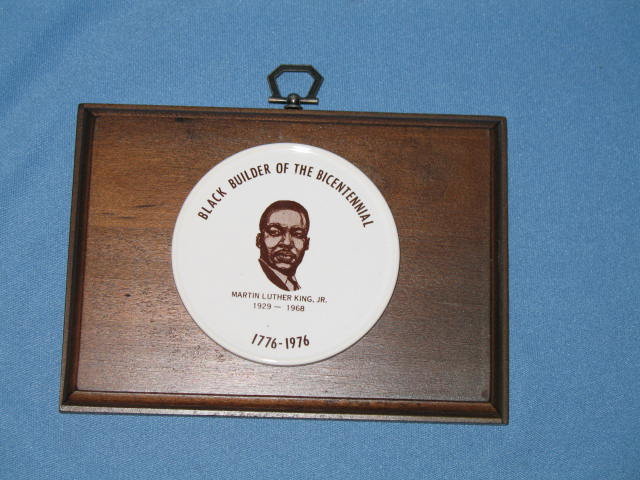 BLACK BUILDER OF THE BICENTENNIAL
MARTIN LUTHER KING, JR.
1929 — 1968
1776-1976